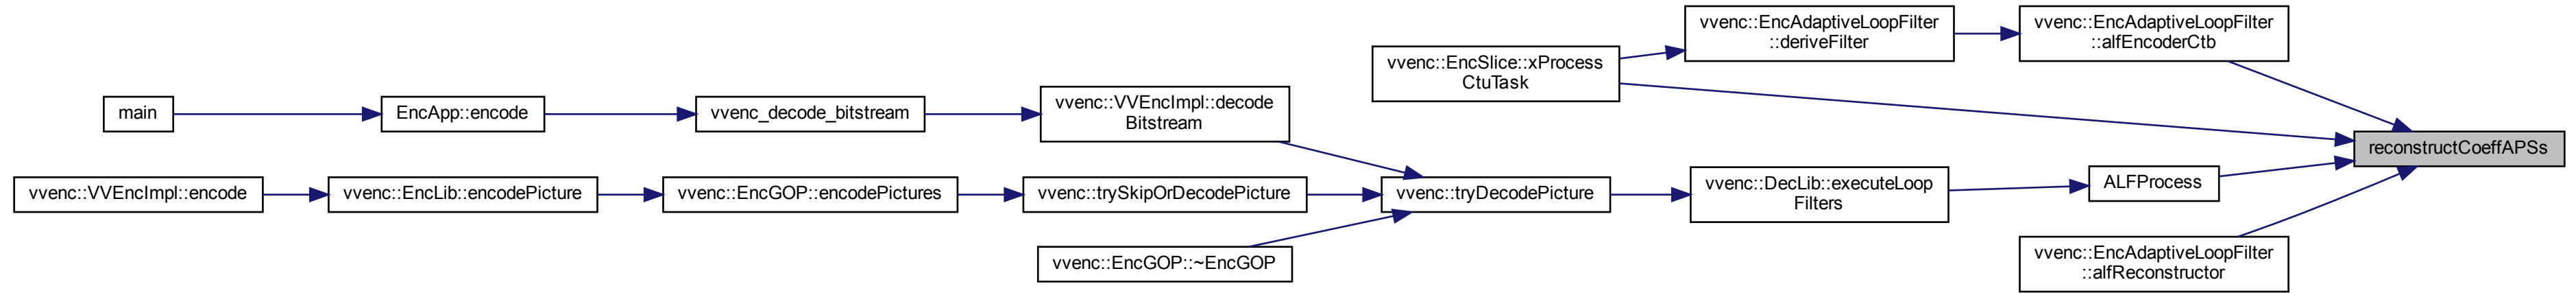 main
EncApp::encode
vvenc_decode_bitstream
vvenc::VVEncImpl::decode
Bitstream
vvenc::EncSlice::xProcess
CtuTask
vvenc::EncAdaptiveLoopFilter
::deriveFilter
vvenc::EncAdaptiveLoopFilter
::alfEncoderCtb
reconstructCoeffAPSs
vvenc::VVEncImpl::encode
vvenc::EncLib::encodePicture
vvenc::EncGOP::encodePictures
vvenc::trySkipOrDecodePicture
vvenc::tryDecodePicture
vvenc::DecLib::executeLoop
Filters
ALFProcess
vvenc::EncGOP::~EncGOP
vvenc::EncAdaptiveLoopFilter
::alfReconstructor